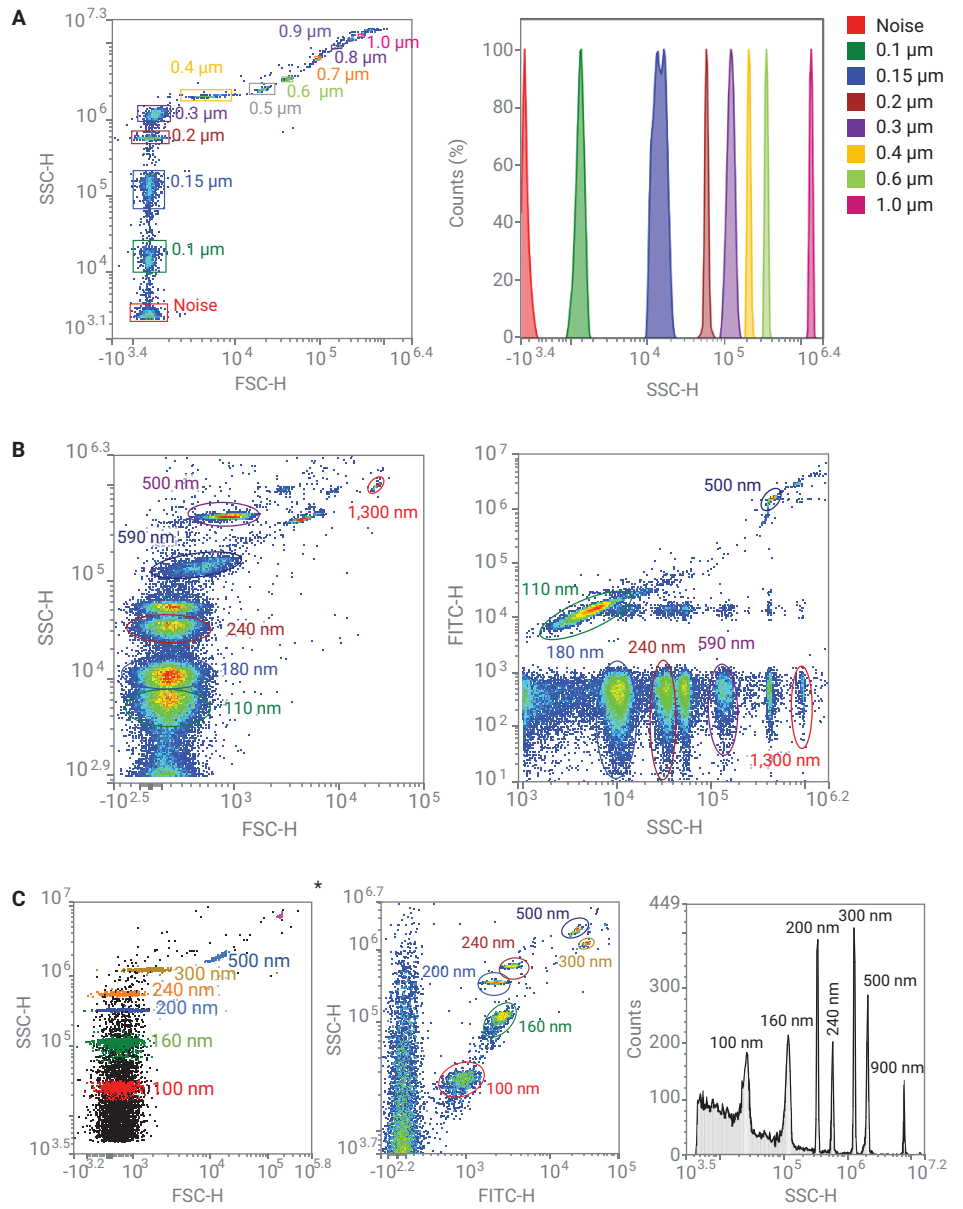 A
10^7.3
10^6
10^5
10^4
10^3.1
SSC-H
0.9 μm
1.0 μm
0.8 μm
0.7 μm
0.4 μm
0.6 μm
0.5 μm
0.3 μm
0.2 μm
0.15 μm
0.1 μm
Noise
-10^3.4 10^4 10^5 10^6.4
FSC-H
100
80
60
40
20
0
Counts (%)
-10^3.4 10^4 10^5 10^6.4
SSC-H
Noise
0.1 μm
0.15 μm
0.2 μm
0.3 μm
0.4 μm
0.6 μm
1.0 μm
B
10^6.3
10^5
10^4
10^2.9
SSC-H
500 nm
1,300 nm
590 nm
240 nm
180 nm
110 nm
-10^2.5 10^3 10^4 10^5
FSC-H
10^7
10^6
10^5
10^4
10^3
10^2
10^1
FITC-H
500 nm
110 nm
180 nm
240 nm
590 nm
1,300 nm
10^3 10^4 10^5 10^6.2
SSC-H
C
*
10^7
10^6
10^5
10^3.5
SSC-H
500 nm
300 nm
240 nm
200 nm
160 nm
100 nm
-10^3.2 10^3 10^4 10^5 10^5.8
FSC-H
10^6.7
10^6
10^5
10^3.7
SSC-H
500 nm
240 nm
300 nm
200 nm
160 nm
100 nm
-10^2.2 10^3 10^4 10^5
FITC-H
449
300
200
100
0
Counts
300 nm
200 nm
500 nm
240 nm
160 nm
100 nm
900 nm
10^3.5 10^5 10^6 10^7.2
SSC-H